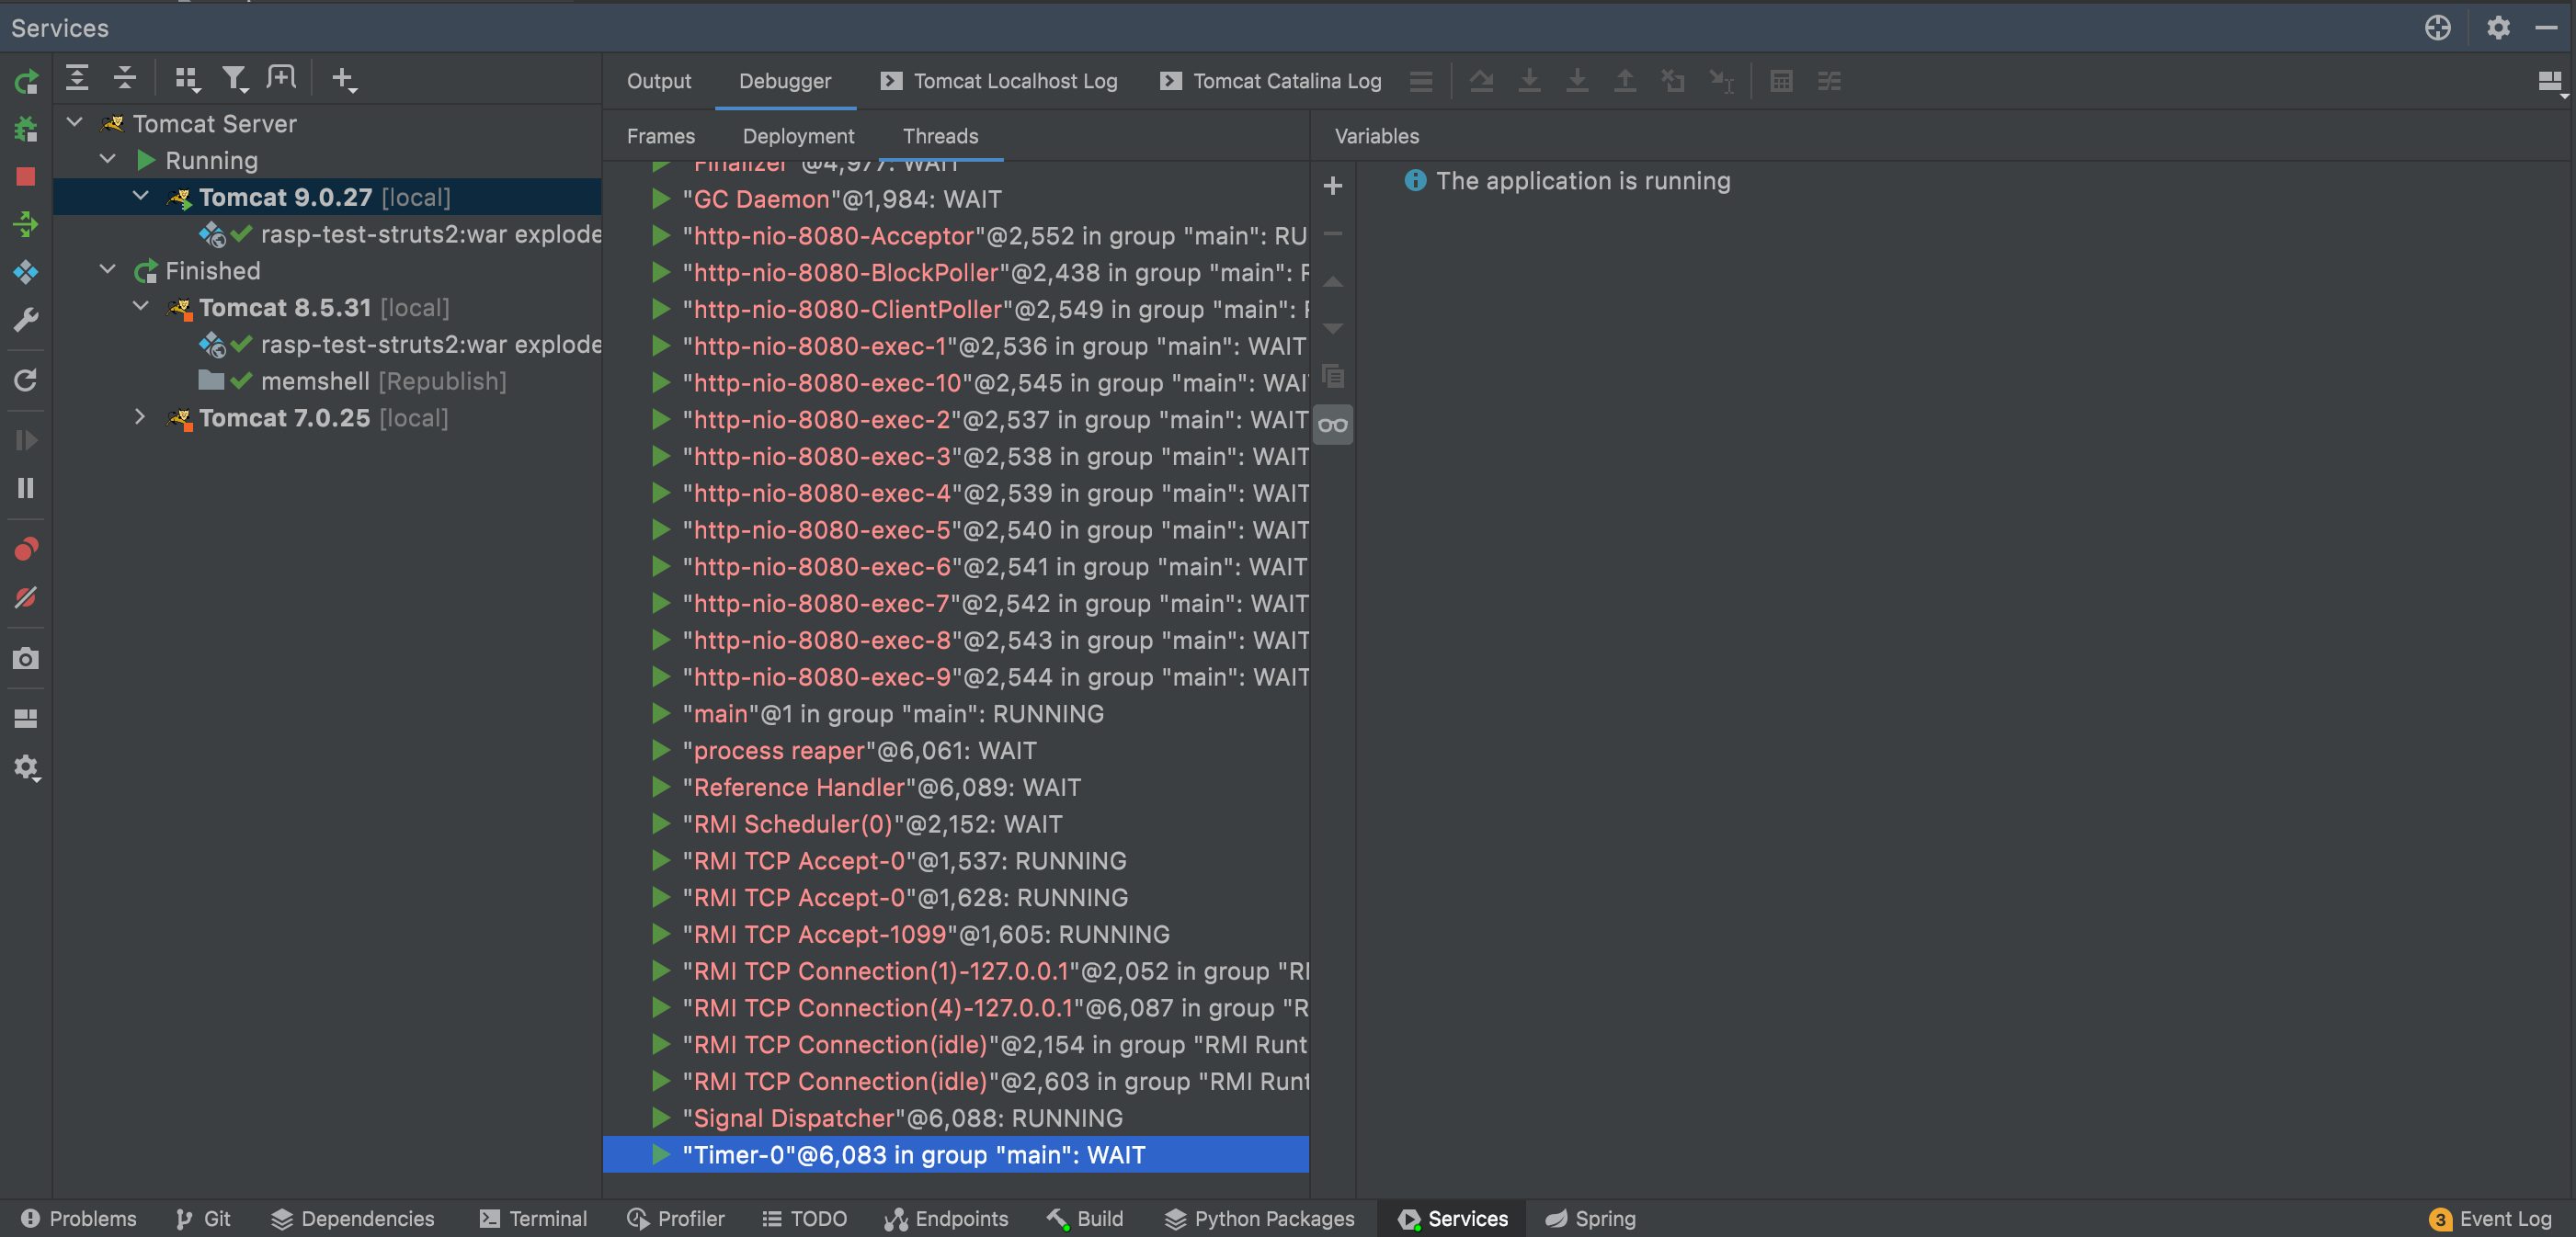 Services
Output Debugger Tomcat Localhost Log Tomcat Catalina Log
Tomcat Server
Running
Tomcat 9.0.27 [local]
rasp-test-struts2:war explode
Finished
Tomcat 8.5.31 [local]
rasp-test-struts2:war explode
memshell [Republish]
Tomcat 7.0.25 [local]
Frames Deployment Threads
"Finalizer"@4,977: WAIT
"GC Daemon"@1,984: WAIT
"http-nio-8080-Acceptor"@2,552 in group "main": RU
"http-nio-8080-BlockPoller"@2,438 in group "main": F
"http-nio-8080-ClientPoller"@2,549 in group "main":
"http-nio-8080-exec-1"@2,536 in group "main": WAIT
"http-nio-8080-exec-10"@2,545 in group "main": WAI
"http-nio-8080-exec-2"@2,537 in group "main": WAIT
"http-nio-8080-exec-3"@2,538 in group "main": WAIT
"http-nio-8080-exec-4"@2,539 in group "main": WAIT
"http-nio-8080-exec-5"@2,540 in group "main": WAIT
"http-nio-8080-exec-6"@2,541 in group "main": WAIT
"http-nio-8080-exec-7"@2,542 in group "main": WAIT
"http-nio-8080-exec-8"@2,543 in group "main": WAIT
"http-nio-8080-exec-9"@2,544 in group "main": WAIT
"main"@1 in group "main": RUNNING
"process reaper"@6,061: WAIT
"Reference Handler"@6,089: WAIT
"RMI Scheduler(0)"@2,152: WAIT
"RMI TCP Accept-0"@1,537: RUNNING
"RMI TCP Accept-0"@1,628: RUNNING
"RMI TCP Accept-1099"@1,605: RUNNING
"RMI TCP Connection(1)-127.0.0.1"@2,052 in group "RI
"RMI TCP Connection(4)-127.0.0.1"@6,087 in group "R
"RMI TCP Connection(idle)"@2,154 in group "RMI Runt
"RMI TCP Connection(idle)"@2,603 in group "RMI Runt
"Signal Dispatcher"@6,088: RUNNING
"Timer-0"@6,083 in group "main": WAIT
Variables
The application is running
Problems Git Dependencies Terminal Profiler TODO Endpoints Build Python Packages Services Spring 3 Event Log